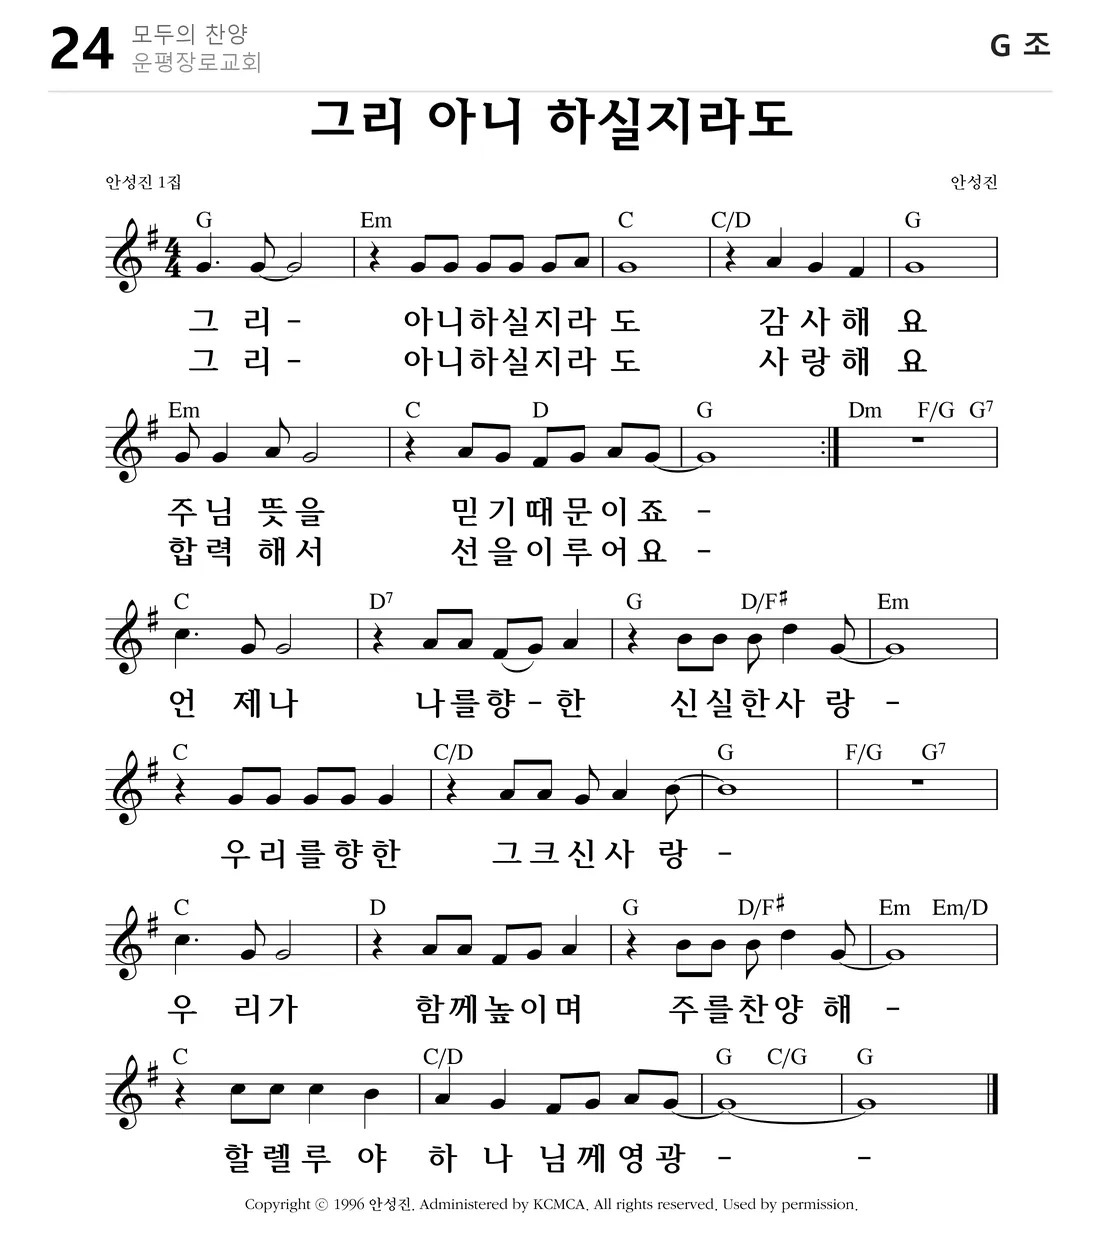 24 모두의 찬양
운평장로교회
G 조
그리 아니 하실지라도
안성진 1집 안성진
G Em C C/D G
그 리 - 아니하실지라 도 감 사 해 요
그 리 - 아니하실지라 도 사 랑 해 요
Em C D G Dm F/G G7
주 님 뜻 을 믿 기 때 문 이 죠 -
합 력 해 서 선 을 이 루 어 요 -
C D7 G D/F♯ Em
언 제 나 나 를 향 - 한 신 실 한 사 랑 -
C C/D G F/G G7
우 리 를 향 한 그 크 신 사 랑 -
C D G D/F♯ Em Em/D
우 리 가 함 께 높 이 며 주 를 찬 양 해 -
C C/D G C/G G
할 렐 루 야 하 나 님 께 영 광 - -
Copyright ⓒ 1996 안성진. Administered by KCMCA. All rights reserved. Used by permission.